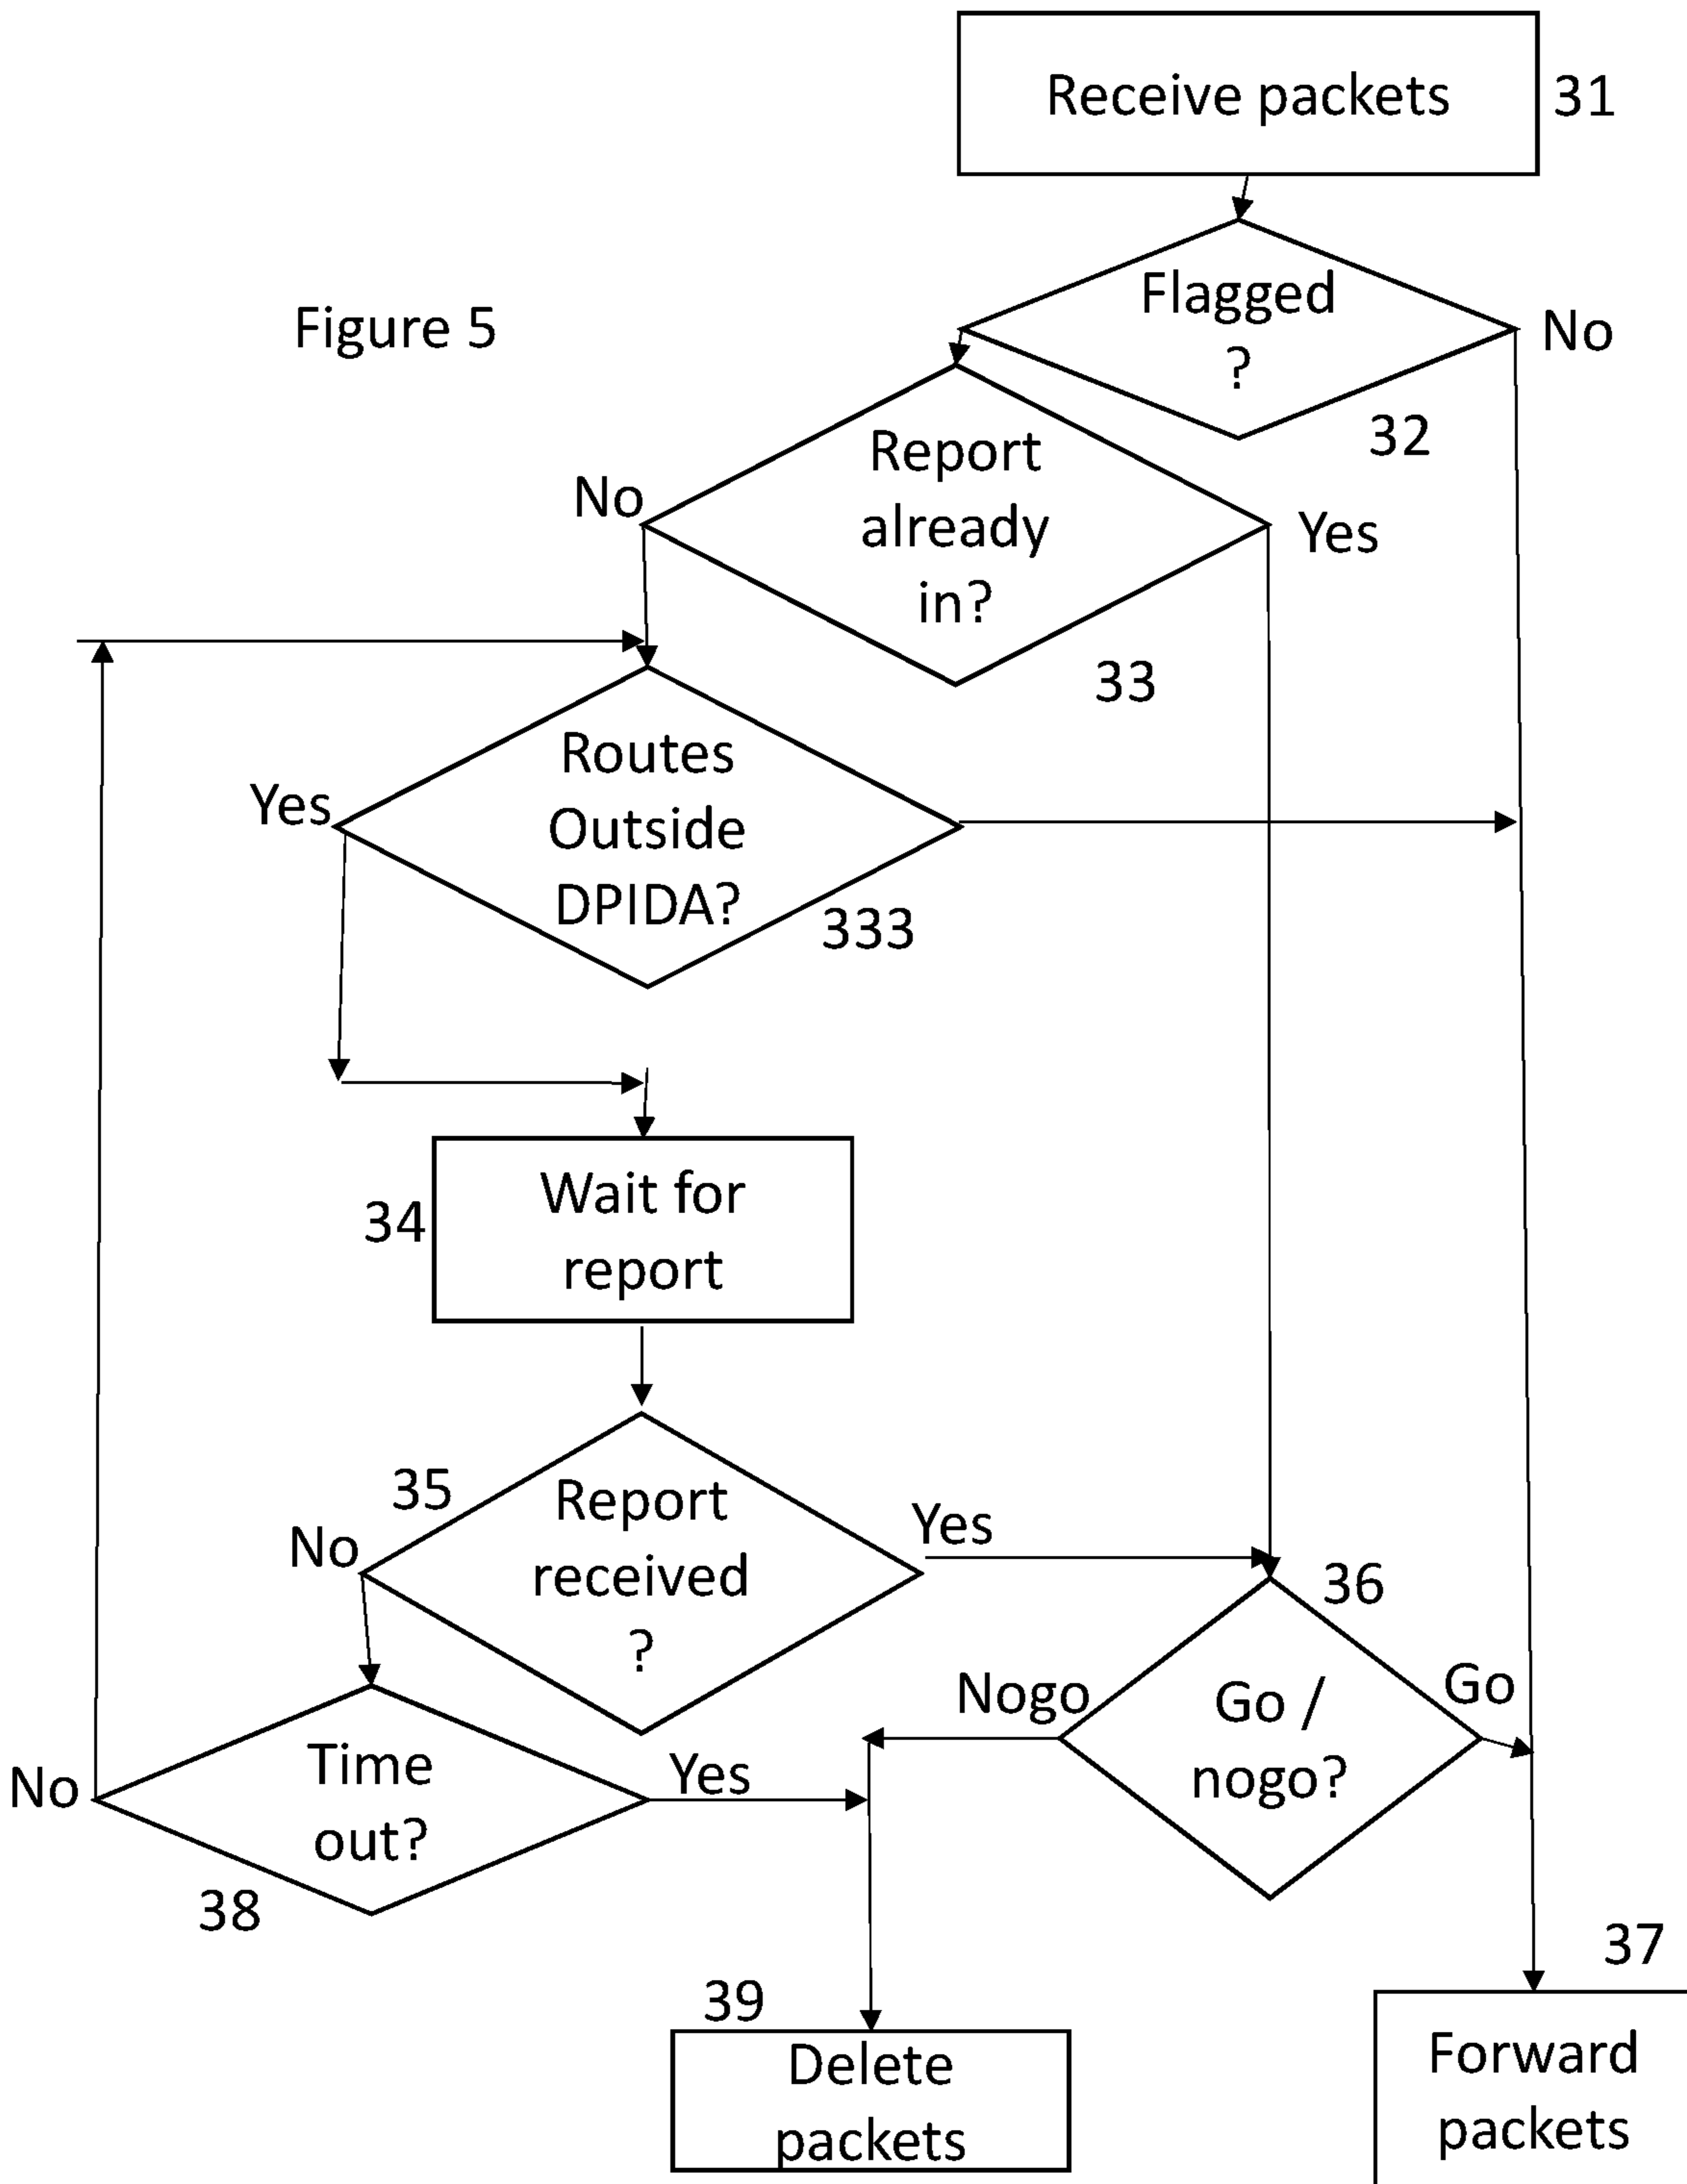 Receive packets
31
Figure 5
Flagged
?
No
32
Report
already
in?
No
Yes
33
Routes
Outside
DPIDA?
Yes
333
Wait for
report
34
35
Report
received
?
No
Yes
36
Go /
nogo?
Nogo
Go
Time
out?
No
Yes
38
37
39
Delete
packets
Forward
packets